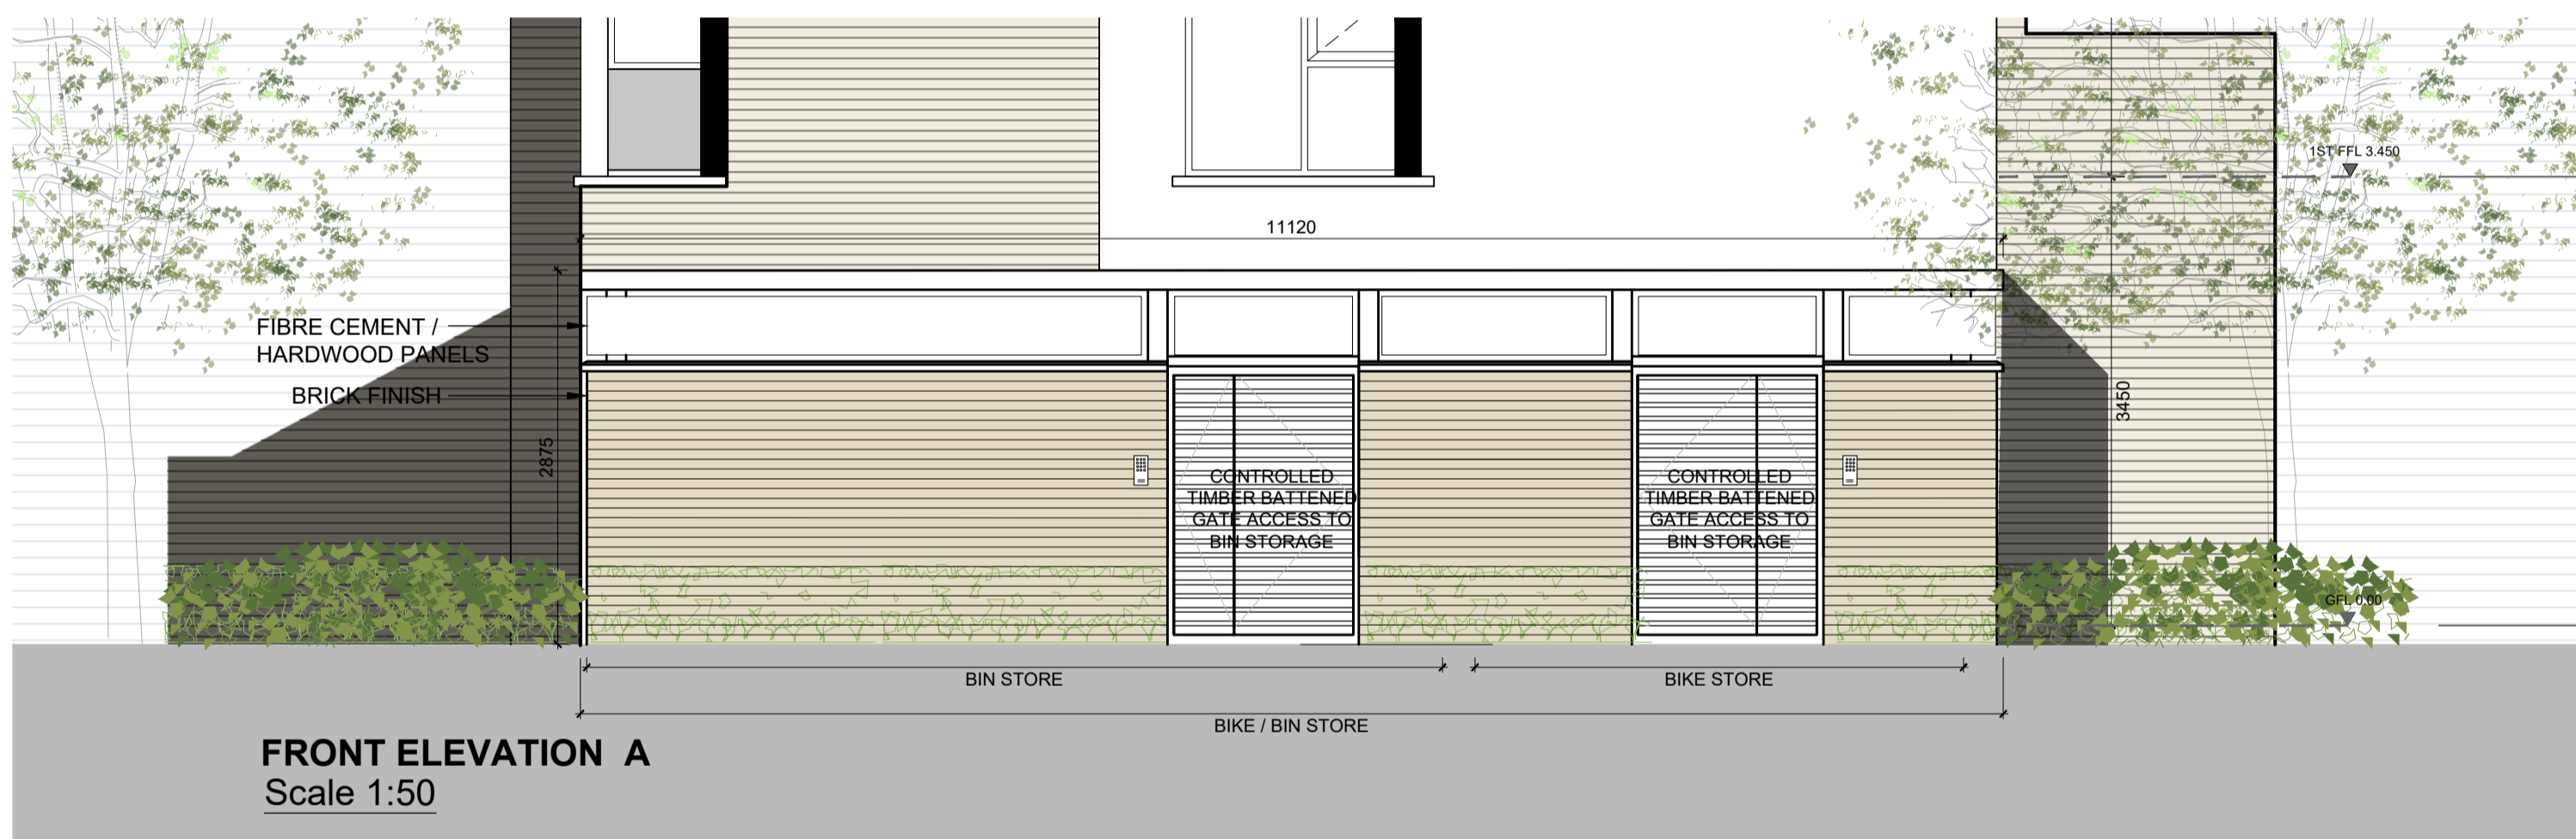 1ST FFL 3.450
11120
FIBRE CEMENT /
HARDWOOD PANELS
BRICK FINISH
2875
3450
CONTROLLED
TIMBER BATTENED
GATE ACCESS TO
BIN STORAGE
CONTROLLED
TIMBER BATTENED
GATE ACCESS TO
BIN STORAGE
GFL 0.00
BIN STORE
BIKE STORE
BIKE / BIN STORE
FRONT ELEVATION A
Scale 1:50